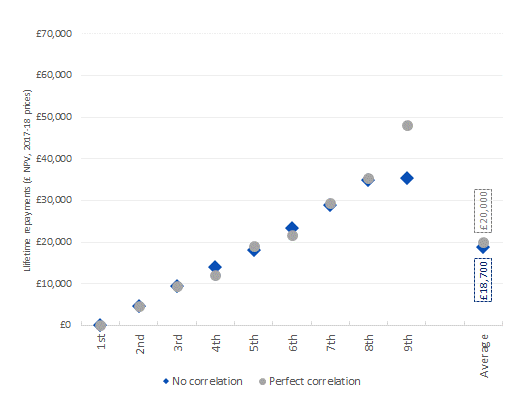 £70,000
£60,000
£50,000
£40,000
£30,000
£20,000
£10,000
£0
Lifetime repayments (£ NPV, 2017-18 prices)
£20,000
£18,700
1st
2nd
3rd
4th
5th
6th
7th
8th
9th
Average
No correlation
Perfect correlation